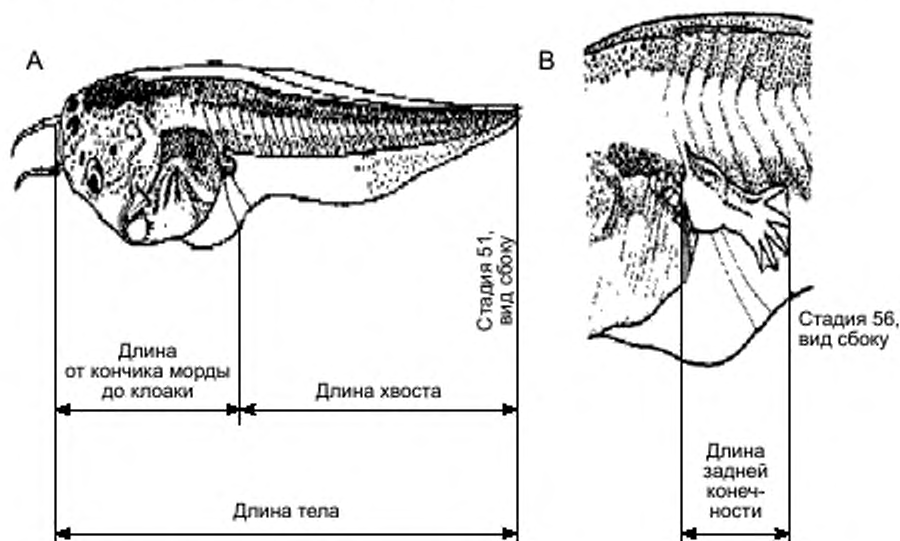 A
B
Стадия 51,
вид сбоку
Длина
от кончика морды
до клоаки
Длина хвоста
Длина тела
Стадия 56,
вид сбоку
Длина
задней
конеч-
ности